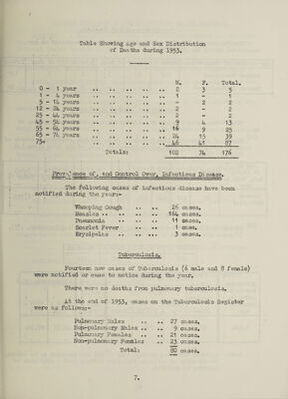 Table Showing Age and Sex Distribution
of Deaths during 1953.
M. F. Total.
0 - 1 year .. .. .. .. .. 2 3 5
1 - 4 years .. .. .. .. .. 1 - 1
5 - 14 years .. .. .. .. .. - 2 2
12 - 24 years .. .. .. .. .. 2 - 2
25 - 44 years .. .. .. .. .. 2 - 2
45 - 54 years .. .. .. .. .. 9 4 13
55 - 64 years .. .. .. .. .. 16 9 25
65 - 74 years .. .. .. .. .. 24 15 39
75+ .. .. .. .. .. 46 41 87
Totals: 102 74 176
Prevalence of, and Control Over, Infectious Disease.
The following cases of infectious disease have been
notified during the year:-
Whooping Cough .. .. 26 cases.
Measles .. .. .. .. 164 cases.
Pneumonia .. .. .. 11 cases.
Scarlet Fever .. .. 1 case.
Erysipelas .. .. .. 3 cases.
Tuberculosis.
Fourteen new cases of Tuberculosis (6 male and 8 female)
were notified or came to notice during the year.
There were no deaths from pulmonary tuberculosis.
At the end of 1953, cases on the Tuberculosis Register
were as follows:-
Pulmonary Males .. .. 27 cases.
Non-pulmonary Males .. .. 9 cases.
Pulmonary Females .. .. 21 cases.
Non-pulmonary Females .. 23 cases.
Total: 80 cases.
7.